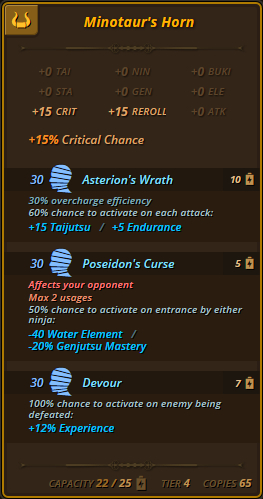 Minotaur's Horn
+0 TAI +0 NIN +0 BUKI
+0 STA +0 GEN +0 ELE
+15 CRIT +15 REROLL +0 ATK
+15% Critical Chance
30 Asterion's Wrath 10
30% overcharge efficiency
60% chance to activate on each attack:
+15 Taijutsu / +5 Endurance
30 Poseidon's Curse 5
Affects your opponent
Max 2 usages
50% chance to activate on entrance by either
ninja:
-40 Water Element /
-20% Genjutsu Mastery
30 Devour 7
100% chance to activate on enemy being
defeated:
+12% Experience
CAPACITY 22 / 25 TIER 4 COPIES 65